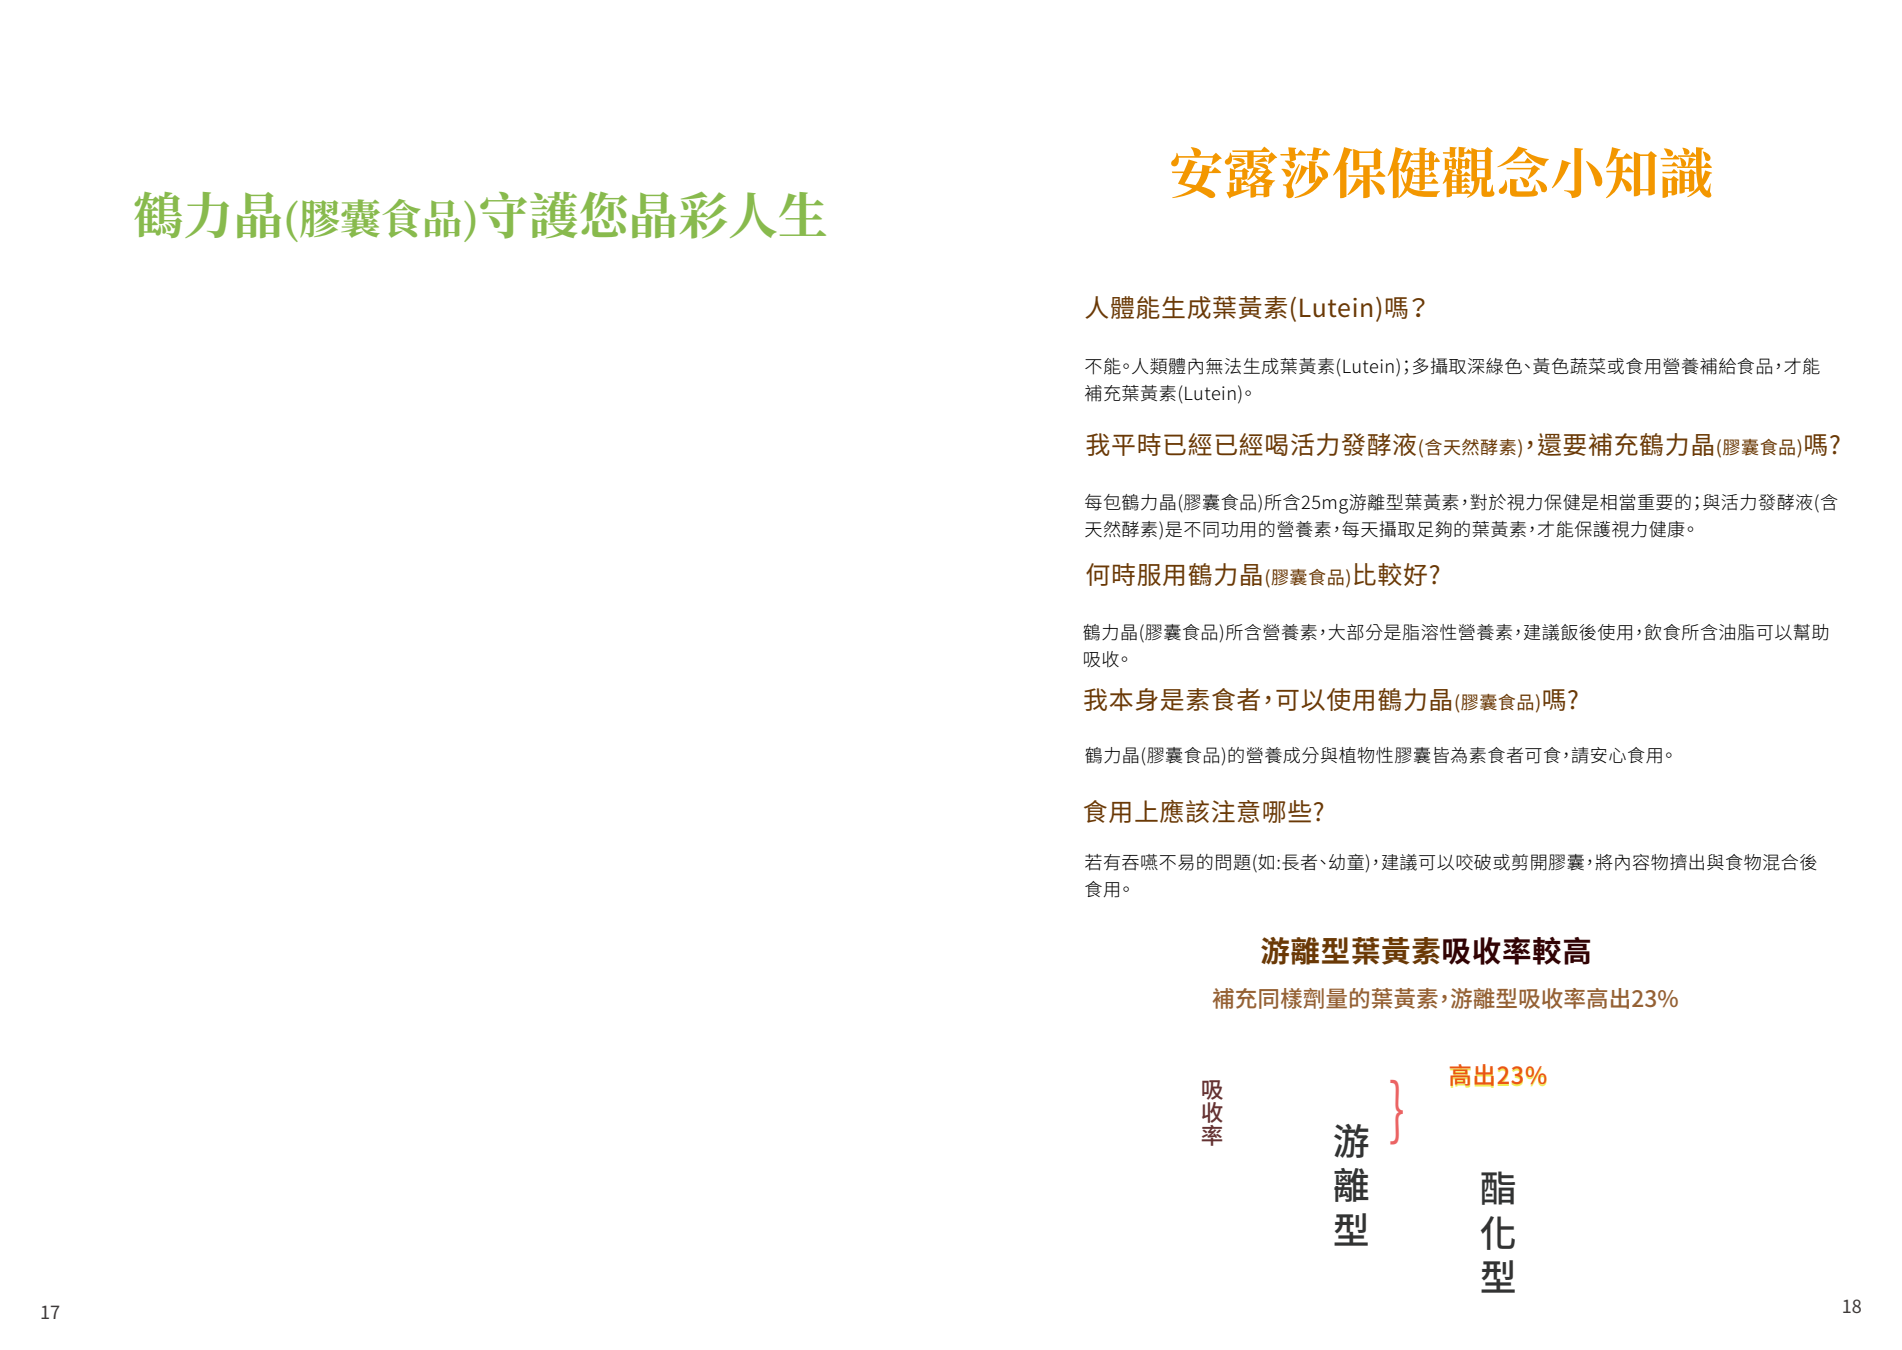 鶴力晶(膠囊食品)守護您晶彩人生
17
安露莎保健觀念小知識
人體能生成葉黃素(Lutein)嗎？
不能。人類體內無法生成葉黃素(Lutein)；多攝取深綠色、黃色蔬菜或食用營養補給食品，才能
補充葉黃素(Lutein)。
我平時已經已經喝活力發酵液(含天然酵素)，還要補充鶴力晶(膠囊食品)嗎?
每包鶴力晶(膠囊食品)所含25mg游離型葉黃素，對於視力保健是相當重要的；與活力發酵液(含
天然酵素)是不同功用的營養素，每天攝取足夠的葉黃素，才能保護視力健康。
何時服用鶴力晶(膠囊食品)比較好?
鶴力晶(膠囊食品)所含營養素，大部分是脂溶性營養素，建議飯後使用，飲食所含油脂可以幫助
吸收。
我本身是素食者，可以使用鶴力晶(膠囊食品)嗎?
鶴力晶(膠囊食品)的營養成分與植物性膠囊皆為素食者可食，請安心食用。
食用上應該注意哪些?
若有吞嚥不易的問題(如:長者、幼童)，建議可以咬破或剪開膠囊，將內容物擠出與食物混合後
食用。
游離型葉黃素吸收率較高
補充同樣劑量的葉黃素，游離型吸收率高出23%
吸收率
游離型
高出23%
酯化型
18